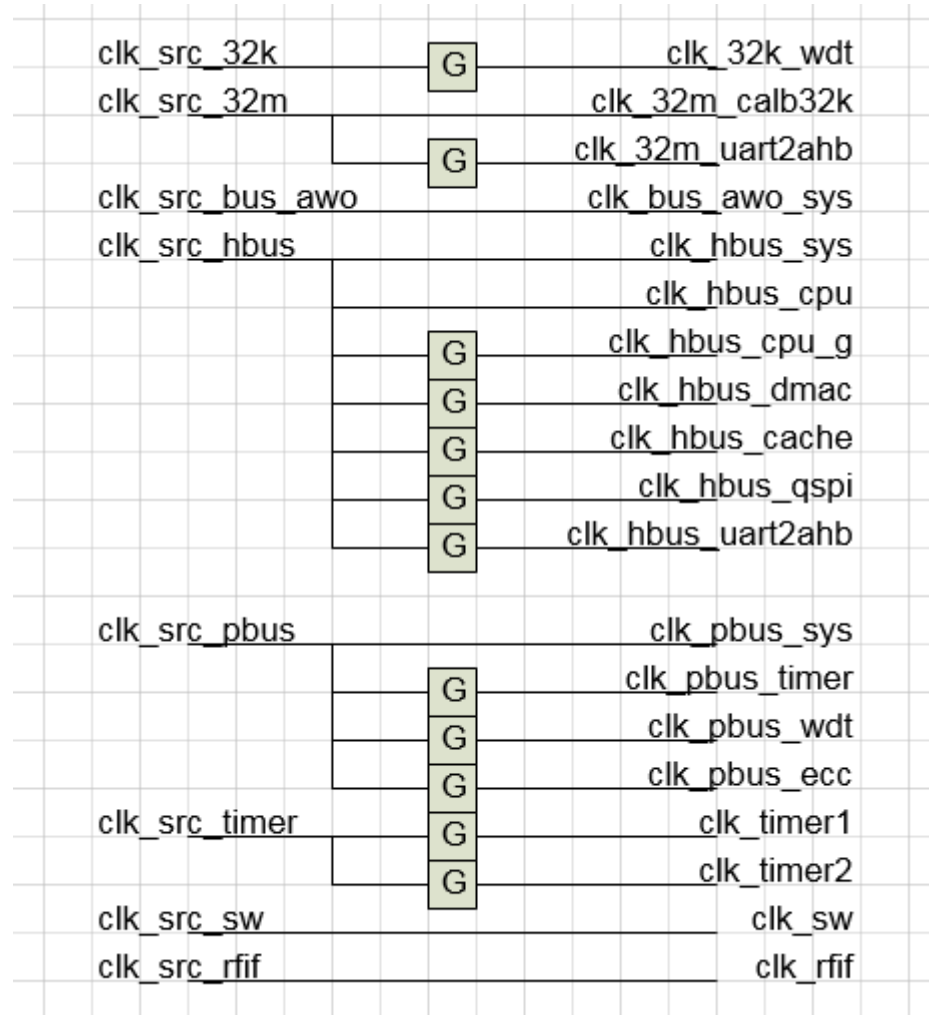 clk_src_32k G clk_32k_wdt
clk_src_32m clk_32m_calb32k
G clk_32m_uart2ahb
clk_src_bus_awo clk_bus_awo_sys
clk_src_hbus clk_hbus_sys
clk_hbus_cpu
G clk_hbus_cpu_g
G clk_hbus_dmac
G clk_hbus_cache
G clk_hbus_qspi
G clk_hbus_uart2ahb
clk_src_pbus clk_pbus_sys
G clk_pbus_timer
G clk_pbus_wdt
G clk_pbus_ecc
clk_src_timer G clk_timer1
G clk_timer2
clk_src_sw clk_sw
clk_src_rfif clk_rfif